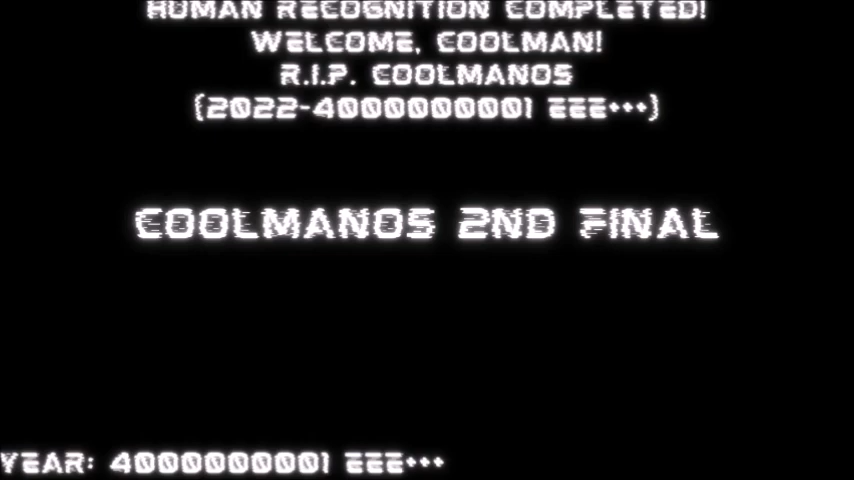 HUMAN RECOGNITION COMPLETED!
WELCOME, COOLMAN!
R.I.P. COOLMANOS
(2022-4000000001 EEE+++)
COOLMANOS 2ND FINAL
YEAR: 4000000001 EEE+++